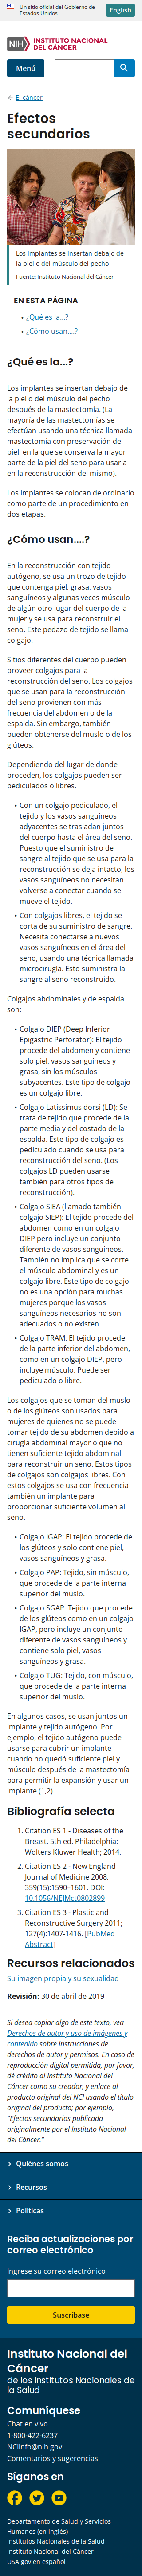 Un sitio oficial del Gobierno de
Estados Unidos
English
NIH INSTITUTO NACIONAL
DEL CÁNCER
Menú
← El cáncer
Efectos
secundarios
Los implantes se insertan debajo de
la piel o del músculo del pecho
Fuente: Instituto Nacional del Cáncer
EN ESTA PÁGINA
• ¿Qué es la...?
• ¿Cómo usan....?
¿Qué es la...?
Los implantes se insertan debajo de
la piel o del músculo del pecho
después de la mastectomía. (La
mayoría de las mastectomías se
efectúan usando una técnica llamada
mastectomía con preservación de la
piel, en la que se conserva la mayor
parte de la piel del seno para usarla
en la reconstrucción del mismo).
Los implantes se colocan de ordinario
como parte de un procedimiento en
dos etapas.
¿Cómo usan....?
En la reconstrucción con tejido
autógeno, se usa un trozo de tejido
que contenga piel, grasa, vasos
sanguíneos y algunas veces músculo
de algún otro lugar del cuerpo de la
mujer y se usa para reconstruir el
seno. Este pedazo de tejido se llama
colgajo.
Sitios diferentes del cuerpo pueden
proveer colgajos para la
reconstrucción del seno. Los colgajos
que se usan para la reconstrucción
del seno provienen con más
frecuencia del abdomen o de la
espalda. Sin embargo, también
pueden obtenerse del muslo o de los
glúteos.
Dependiendo del lugar de donde
proceden, los colgajos pueden ser
pediculados o libres.
• Con un colgajo pediculado, el
tejido y los vasos sanguíneos
adyacentes se trasladan juntos
por el cuerpo hasta el área del seno.
Puesto que el suministro de
sangre al tejido que se usa para la
reconstrucción se deja intacto, los
vasos sanguíneos no necesitan
volverse a conectar cuando se
mueve el tejido.
• Con colgajos libres, el tejido se
corta de su suministro de sangre.
Necesita conectarse a nuevos
vasos sanguíneos en el área del
seno, usando una técnica llamada
microcirugía. Esto suministra la
sangre al seno reconstruido.
Colgajos abdominales y de espalda
son:
• Colgajo DIEP (Deep Inferior
Epigastric Perforator): El tejido
procede del abdomen y contiene
solo piel, vasos sanguíneos y
grasa, sin los músculos
subyacentes. Este tipo de colgajo
es un colgajo libre.
• Colgajo Latissimus dorsi (LD): Se
trata de tejido que procede de la
parte media y del costado de la
espalda. Este tipo de colgajo es
pediculado cuando se usa para
reconstrucción del seno. (Los
colgajos LD pueden usarse
también para otros tipos de
reconstrucción).
• Colgajo SIEA (llamado también
colgajo SIEP): El tejido procede del
abdomen como en un colgajo
DIEP pero incluye un conjunto
diferente de vasos sanguíneos.
También no implica que se corte
el músculo abdominal y es un
colgajo libre. Este tipo de colgajo
no es una opción para muchas
mujeres porque los vasos
sanguíneos necesarios no son
adecuados o no existen.
• Colgajo TRAM: El tejido procede
de la parte inferior del abdomen,
como en un colgajo DIEP, pero
incluye músculo. Puede ser
pediculado o libre.
Los colgajos que se toman del muslo
o de los glúteos son usados para
mujeres de quienes no se puede
tomar tejido de su abdomen debido a
cirugía abdominal mayor o que no
tienen suficiente tejido abdominal
para reconstruir un seno. Estos tipos
de colgajos son colgajos libres. Con
estos colgajos se usa con frecuencia
también un implante para
proporcionar suficiente volumen al
seno.
• Colgajo IGAP: El tejido procede de
los glúteos y solo contiene piel,
vasos sanguíneos y grasa.
• Colgajo PAP: Tejido, sin músculo,
que procede de la parte interna
superior del muslo.
• Colgajo SGAP: Tejido que procede
de los glúteos como en un colgajo
IGAP, pero incluye un conjunto
diferente de vasos sanguíneos y
contiene solo piel, vasos
sanguíneos y grasa.
• Colgajo TUG: Tejido, con músculo,
que procede de la parte interna
superior del muslo.
En algunos casos, se usan juntos un
implante y tejido autógeno. Por
ejemplo, el tejido autógeno puede
usarse para cubrir un implante
cuando no quedó suficiente piel y
músculo después de la mastectomía
para permitir la expansión y usar un
implante (1,2).
Bibliografía selecta
1. Citation ES 1 - Diseases of the
Breast. 5th ed. Philadelphia:
Wolters Kluwer Health; 2014.
2. Citation ES 2 - New England
Journal of Medicine 2008;
359(15):1590–1601. DOI:
10.1056/NEJMct0802899
3. Citation ES 3 - Plastic and
Reconstructive Surgery 2011;
127(4):1407-1416. [PubMed
Abstract]
Recursos relacionados
Su imagen propia y su sexualidad
Revisión: 30 de abril de 2019
Si desea copiar algo de este texto, vea
Derechos de autor y uso de imágenes y
contenido sobre instrucciones de
derechos de autor y permisos. En caso de
reproducción digital permitida, por favor,
dé crédito al Instituto Nacional del
Cáncer como su creador, y enlace al
producto original del NCI usando el título
original del producto; por ejemplo,
“Efectos secundarios publicada
originalmente por el Instituto Nacional
del Cáncer.”
Quiénes somos
Recursos
Políticas
Reciba actualizaciones por
correo electrónico
Ingrese su correo electrónico
Suscríbase
Instituto Nacional del
Cáncer
de los Institutos Nacionales de
la Salud
Comuníquese
Chat en vivo
1-800-422-6237
NCIinfo@nih.gov
Comentarios y sugerencias
Síganos en
Departamento de Salud y Servicios
Humanos (en inglés)
Institutos Nacionales de la Salud
Instituto Nacional del Cáncer
USA.gov en español